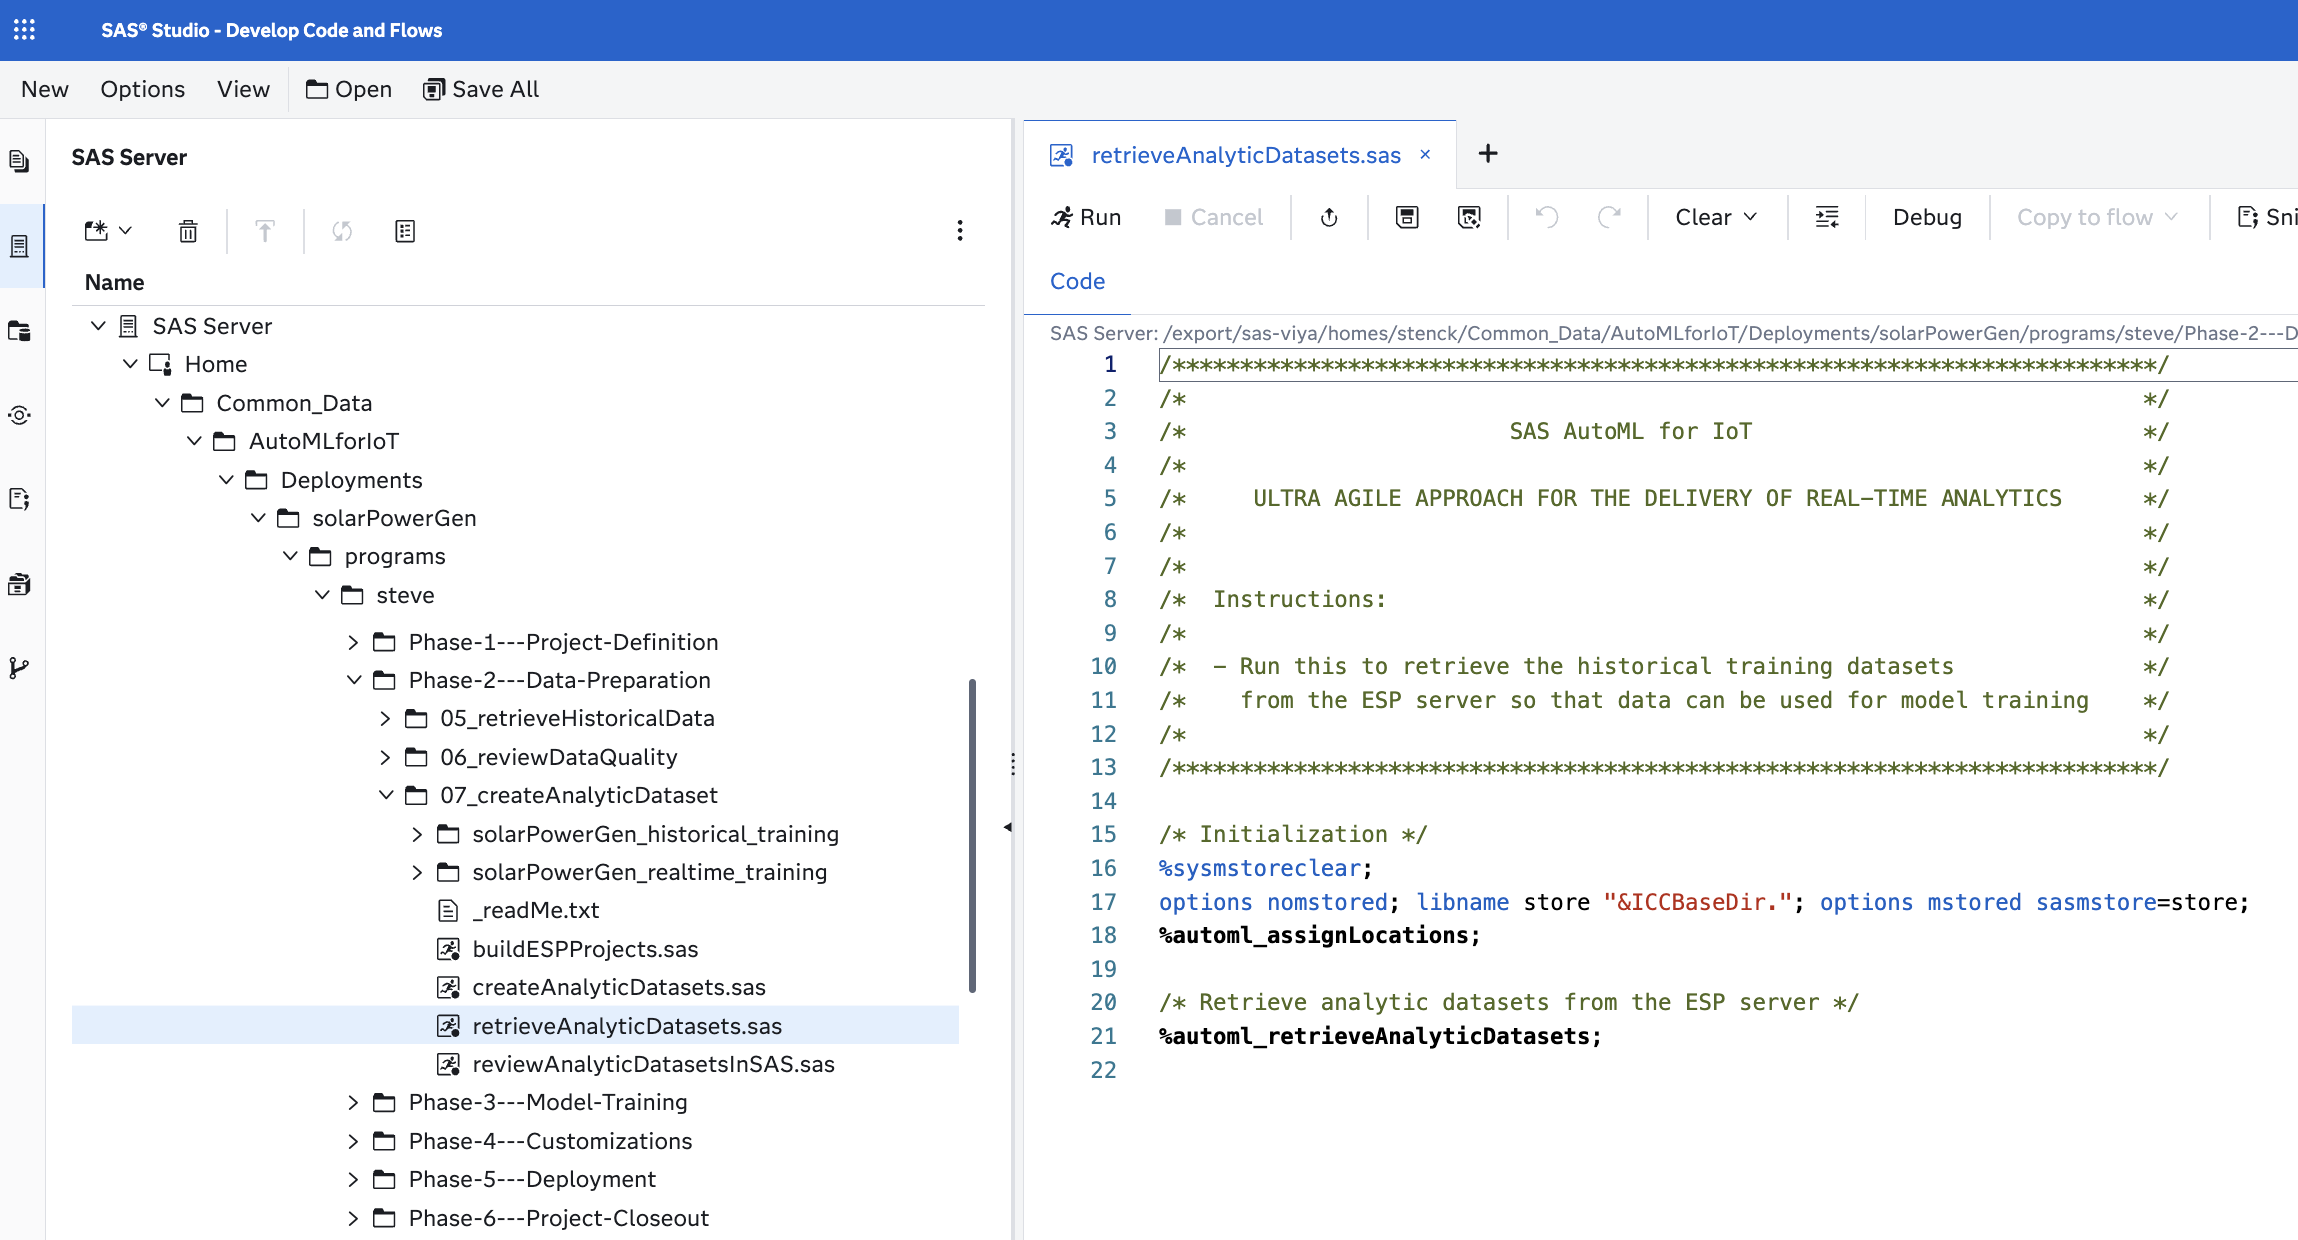 SAS® Studio - Develop Code and Flows
New Options View Open Save All
SAS Server
Name
SAS Server
Home
Common_Data
AutoMLforIoT
Deployments
solarPowerGen
programs
steve
Phase-1---Project-Definition
Phase-2---Data-Preparation
05_retrieveHistoricalData
06_reviewDataQuality
07_createAnalyticDataset
solarPowerGen_historical_training
solarPowerGen_realtime_training
_readMe.txt
buildESPProjects.sas
createAnalyticDatasets.sas
retrieveAnalyticDatasets.sas
reviewAnalyticDatasetsInSAS.sas
Phase-3---Model-Training
Phase-4---Customizations
Phase-5---Deployment
Phase-6---Project-Closeout
retrieveAnalyticDatasets.sas × +
Run Cancel Clear Debug Copy to flow Sni
Code
SAS Server: /export/sas-viya/homes/stenck/Common_Data/AutoMLforIoT/Deployments/solarPowerGen/programs/steve/Phase-2---D
1 /*************************************************************************/
2 /* */
3 /* SAS AutoML for IoT */
4 /* */
5 /* ULTRA AGILE APPROACH FOR THE DELIVERY OF REAL-TIME ANALYTICS */
6 /* */
7 /* */
8 /* Instructions: */
9 /* */
10 /* - Run this to retrieve the historical training datasets */
11 /* from the ESP server so that data can be used for model training */
12 /* */
13 /*************************************************************************/
14
15 /* Initialization */
16 %sysmstoreclear;
17 options nomstored; libname store "&ICCBaseDir."; options mstored sasmstore=store;
18 %automl_assignLocations;
19
20 /* Retrieve analytic datasets from the ESP server */
21 %automl_retrieveAnalyticDatasets;
22